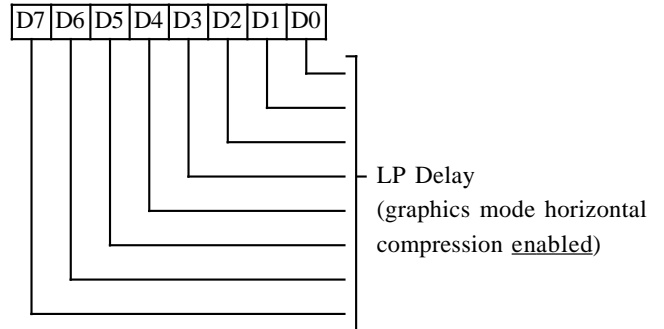 D7 D6 D5 D4 D3 D2 D1 D0
LP Delay
(graphics mode horizontal
compression enabled)